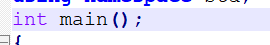 int main();
{